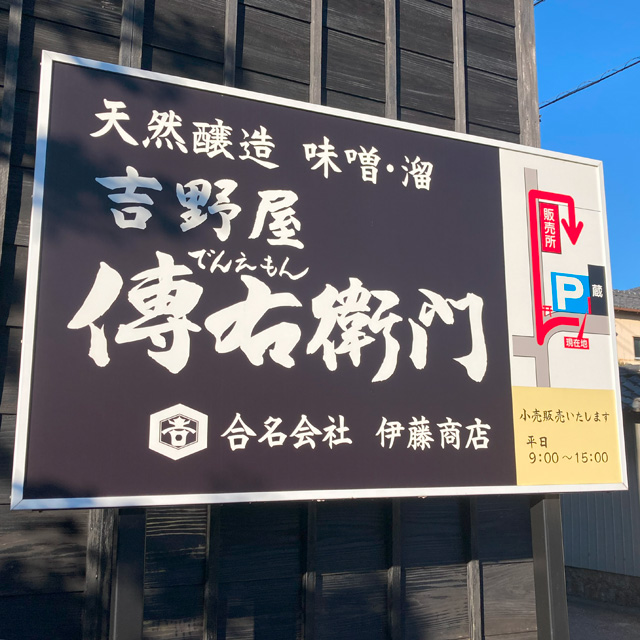 天然醸造 味噌・溜
吉野屋
でんえもん
傳右衛門
合名会社 伊藤商店
販売所
P
蔵
現在地
小売販売いたします
平日
9:00～15:00